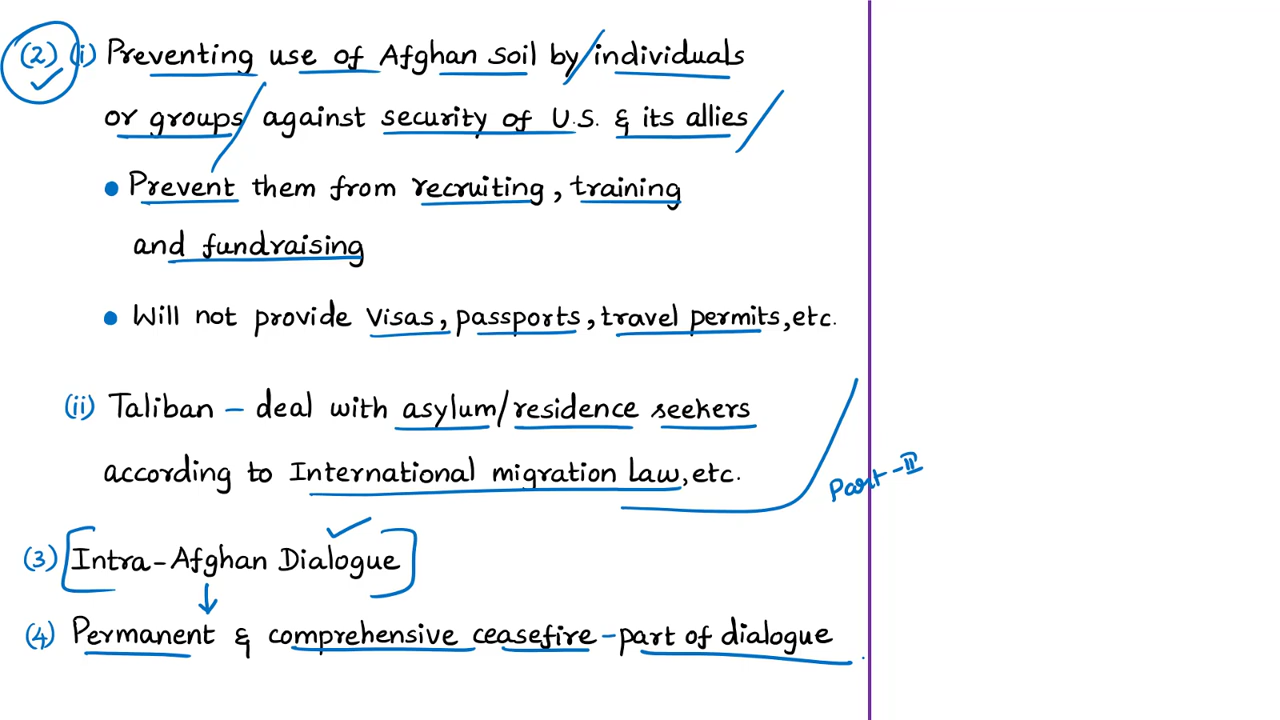 (2) (i) Preventing use of Afghan soil by/individuals
or groups/ against security of U.S. & its allies/
• Prevent them from recruiting, training
and fundraising
• Will not provide visas, passports, travel permits, etc.
(ii) Taliban - deal with asylum/residence seekers
according to International migration law, etc.
Part-II
(3) [Intra-Afghan Dialogue]
(4) Permanent & comprehensive ceasefire-part of dialogue